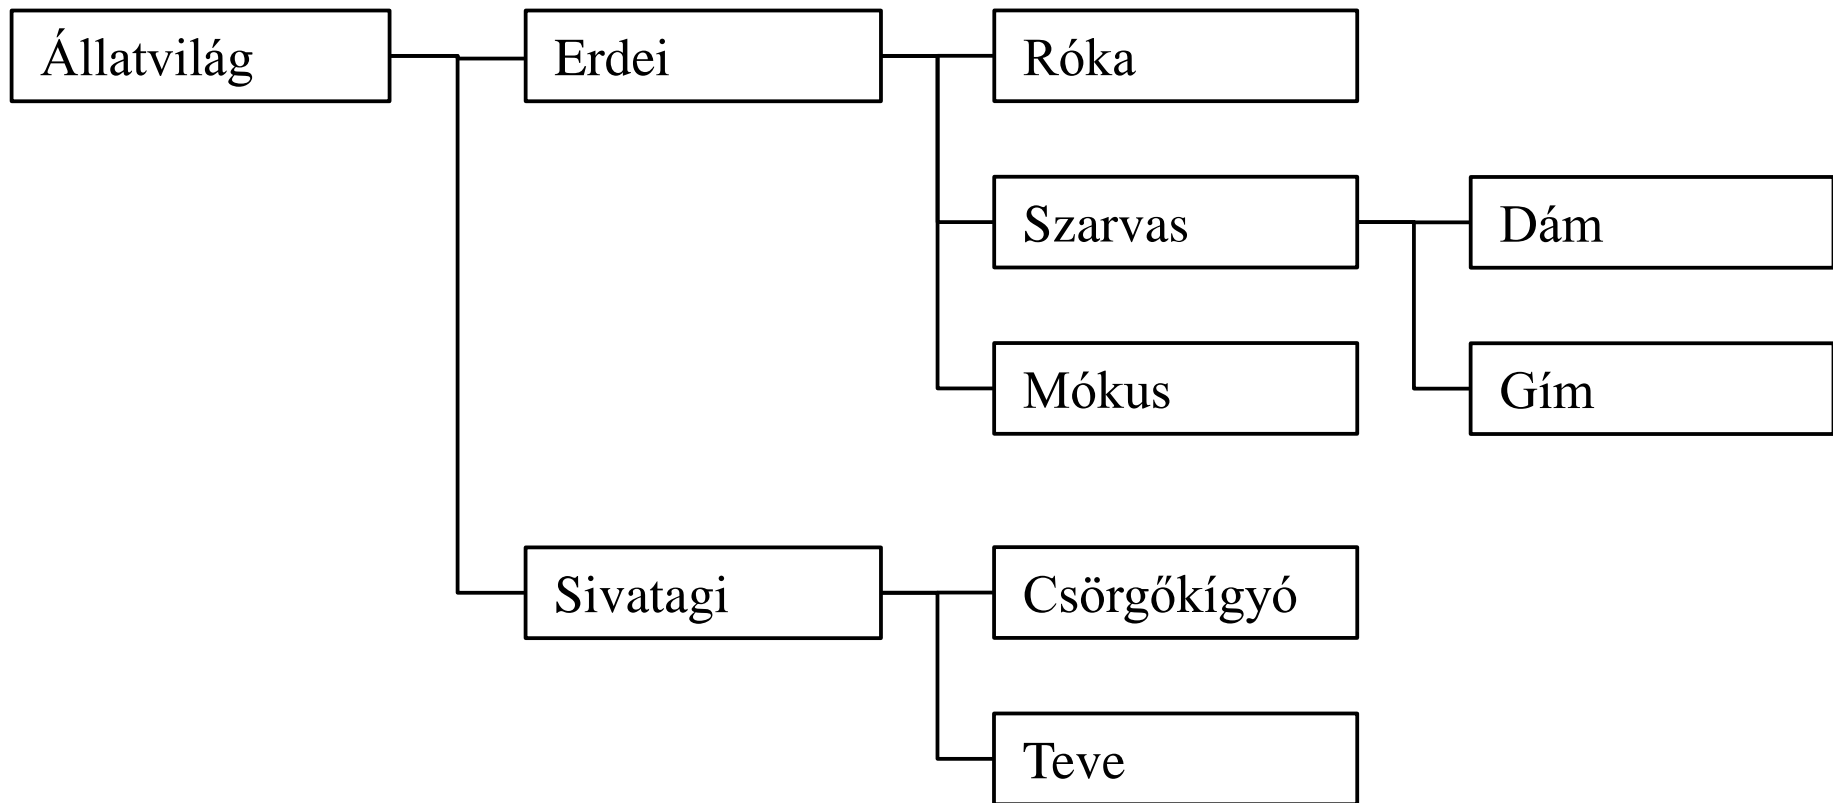 Állatvilág
Erdei
Róka
Szarvas
Dám
Mókus
Gím
Sivatagi
Csörgőkígyó
Teve